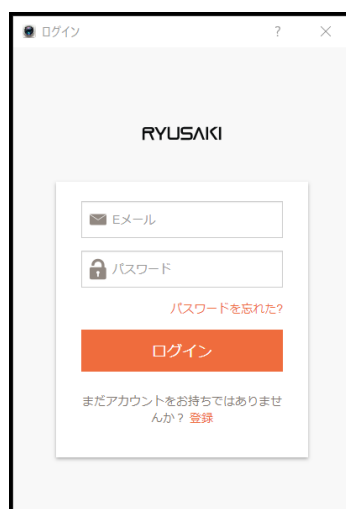 ログイン ?
RYUSAKI
Eメール
パスワード
パスワードを忘れた?
ログイン
まだアカウントをお持ちではありませ
んか？ 登録